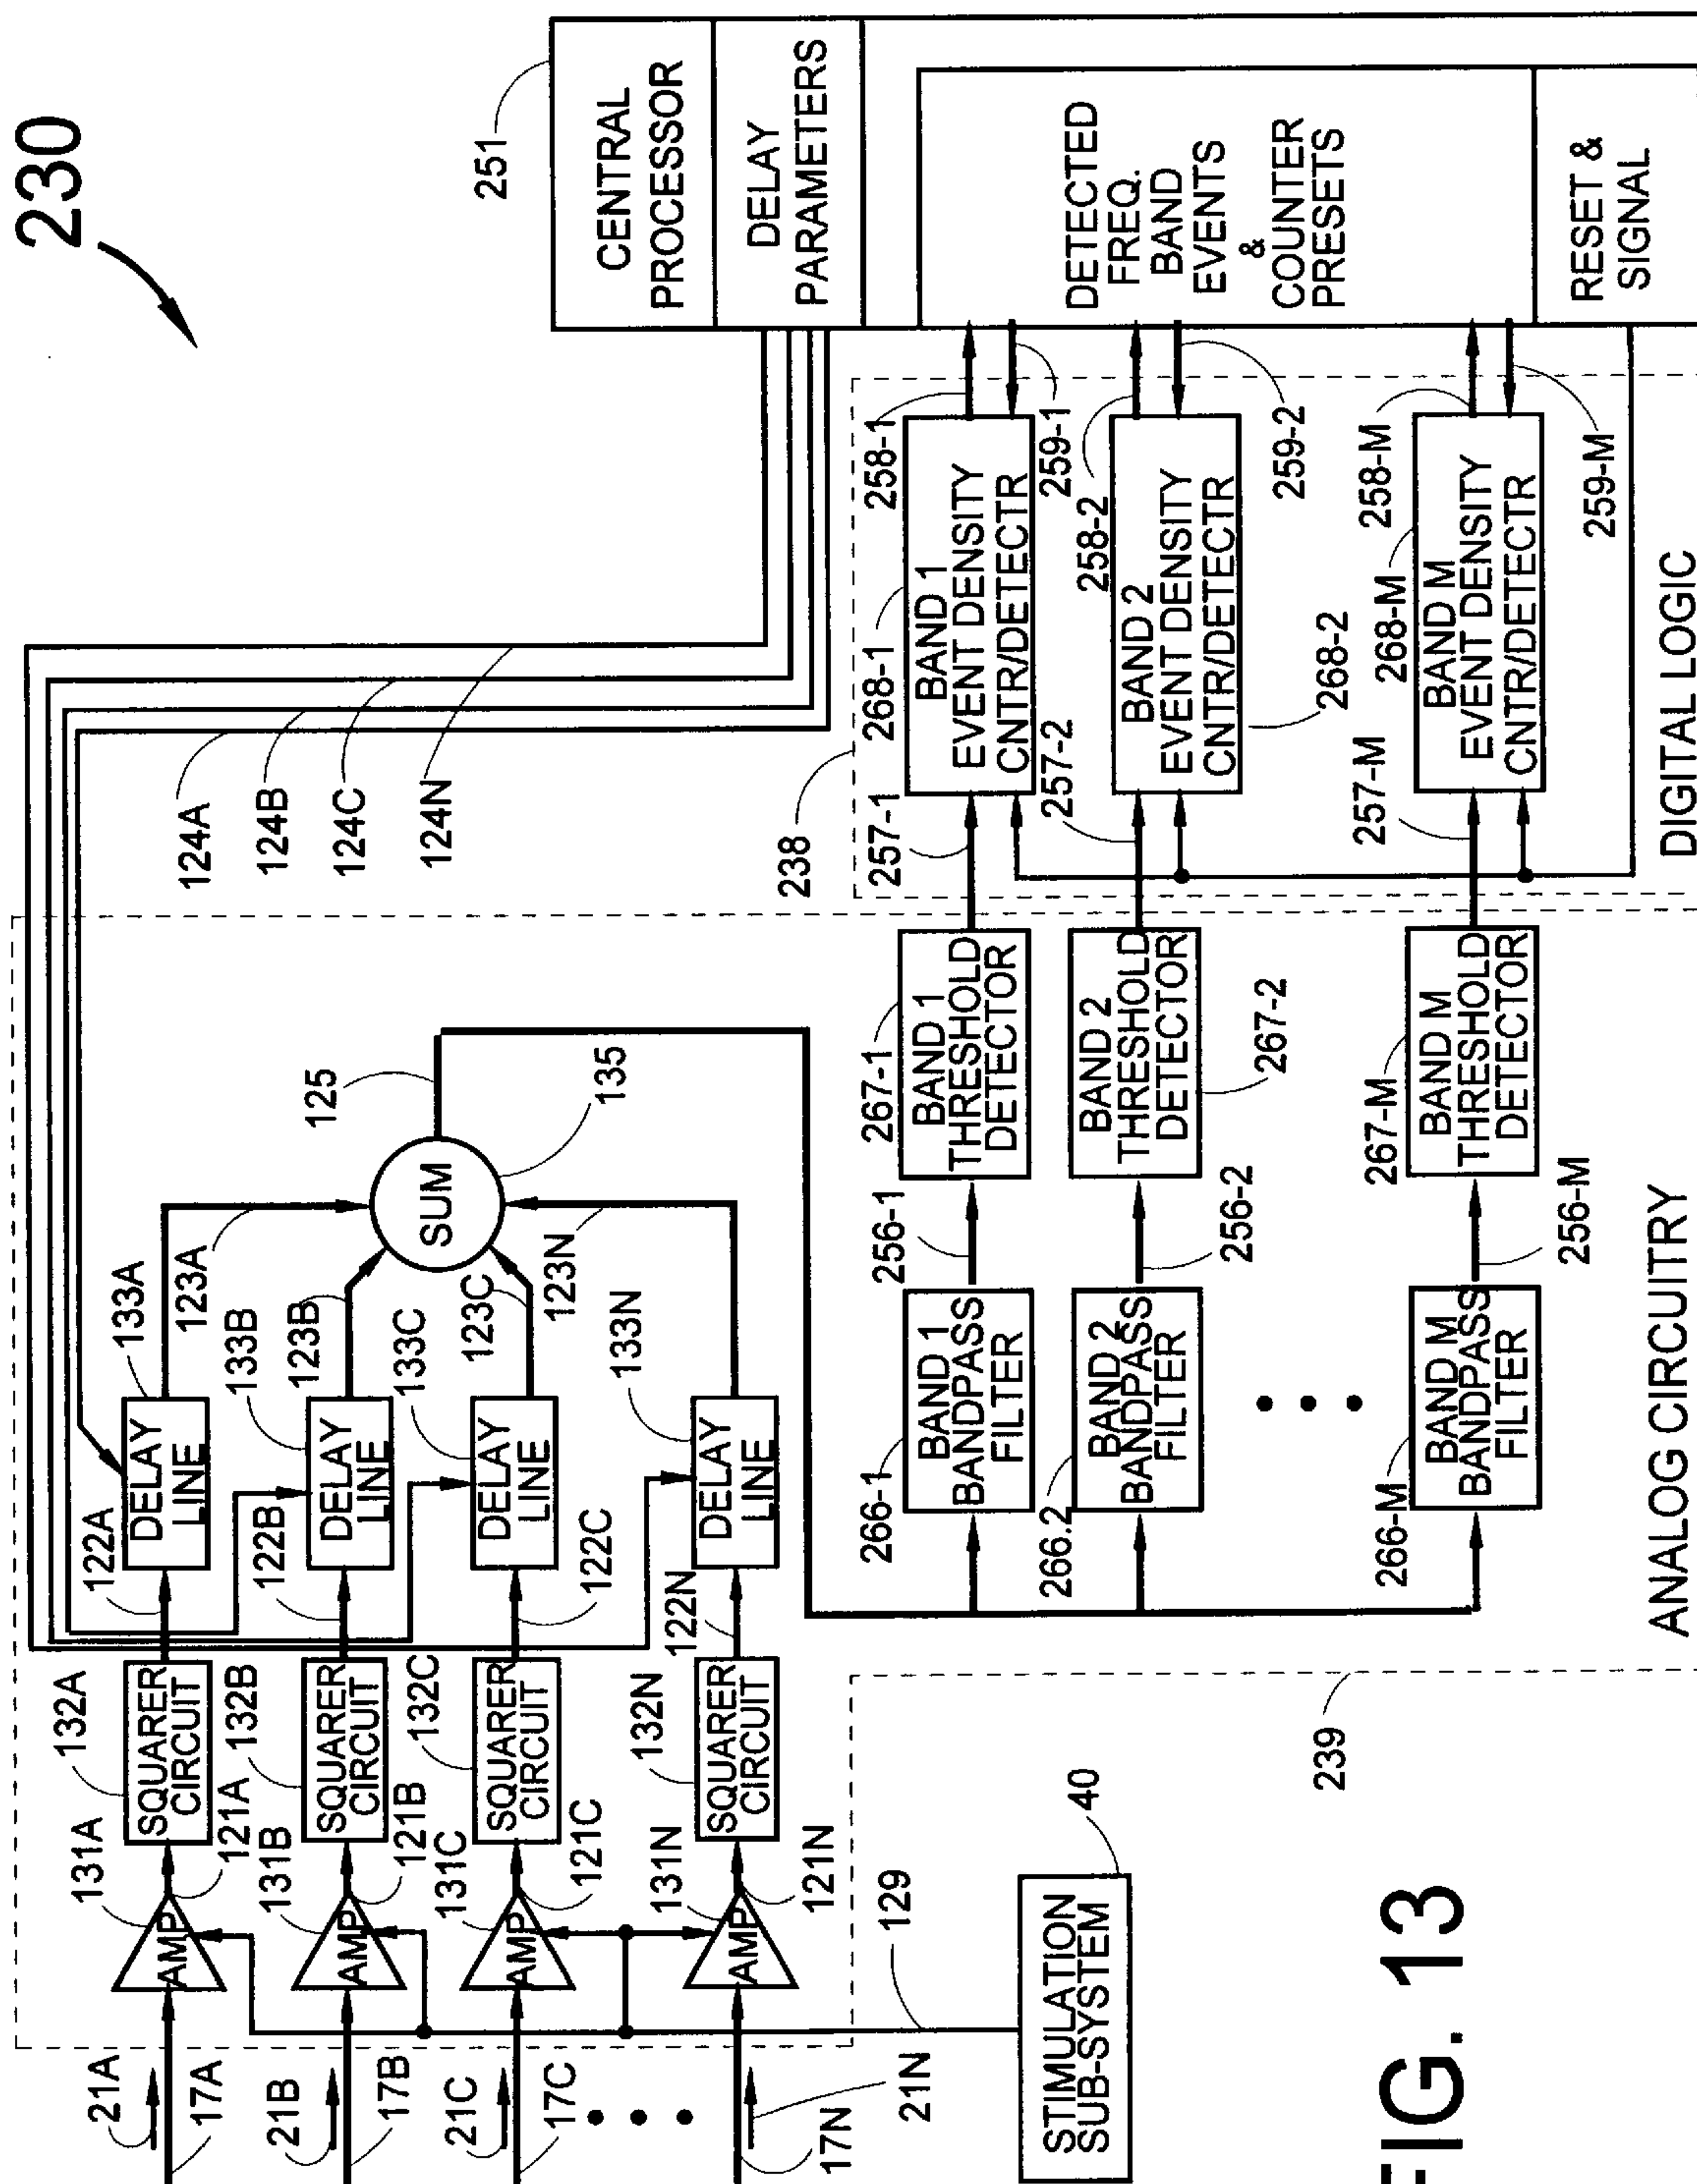 230
21A
17A
21B
17B
21C
17C
21N
17N
AMP
131A
121A
AMP
131B
121B
AMP
131C
121C
AMP
131N
121N
129
STIMULATION
SUB-SYSTEM
40
SQUARER
CIRCUIT
132A
SQUARER
CIRCUIT
132B
SQUARER
CIRCUIT
132C
SQUARER
CIRCUIT
132N
122A
122B
122C
122N
DELAY
LINE
133A
DELAY
LINE
133B
DELAY
LINE
133C
DELAY
LINE
133N
123A
123B
123C
123N
SUM
125
135
124A
124B
124C
124N
251
CENTRAL
PROCESSOR
DELAY
PARAMETERS
DETECTED
FREQ.
BAND
EVENTS
&
COUNTER
PRESETS
RESET &
SIGNAL
266-1
BAND 1
BANDPASS
FILTER
256-1
267-1
BAND 1
THRESHOLD
DETECTOR
257-1
238
268-1
BAND 1
EVENT DENSITY
CNTR/DETECTR
258-1
259-1
266.2
BAND 2
BANDPASS
FILTER
256-2
BAND 2
THRESHOLD
DETECTOR
267-2
257-2
BAND 2
EVENT DENSITY
CNTR/DETECTR
268-2
258-2
259-2
266-M
BAND M
BANDPASS
FILTER
256-M
267-M
BAND M
THRESHOLD
DETECTOR
257-M
268-M
BAND M
EVENT DENSITY
CNTR/DETECTR
258-M
259-M
239
ANALOG CIRCUITRY
DIGITAL LOGIC
FIG. 13